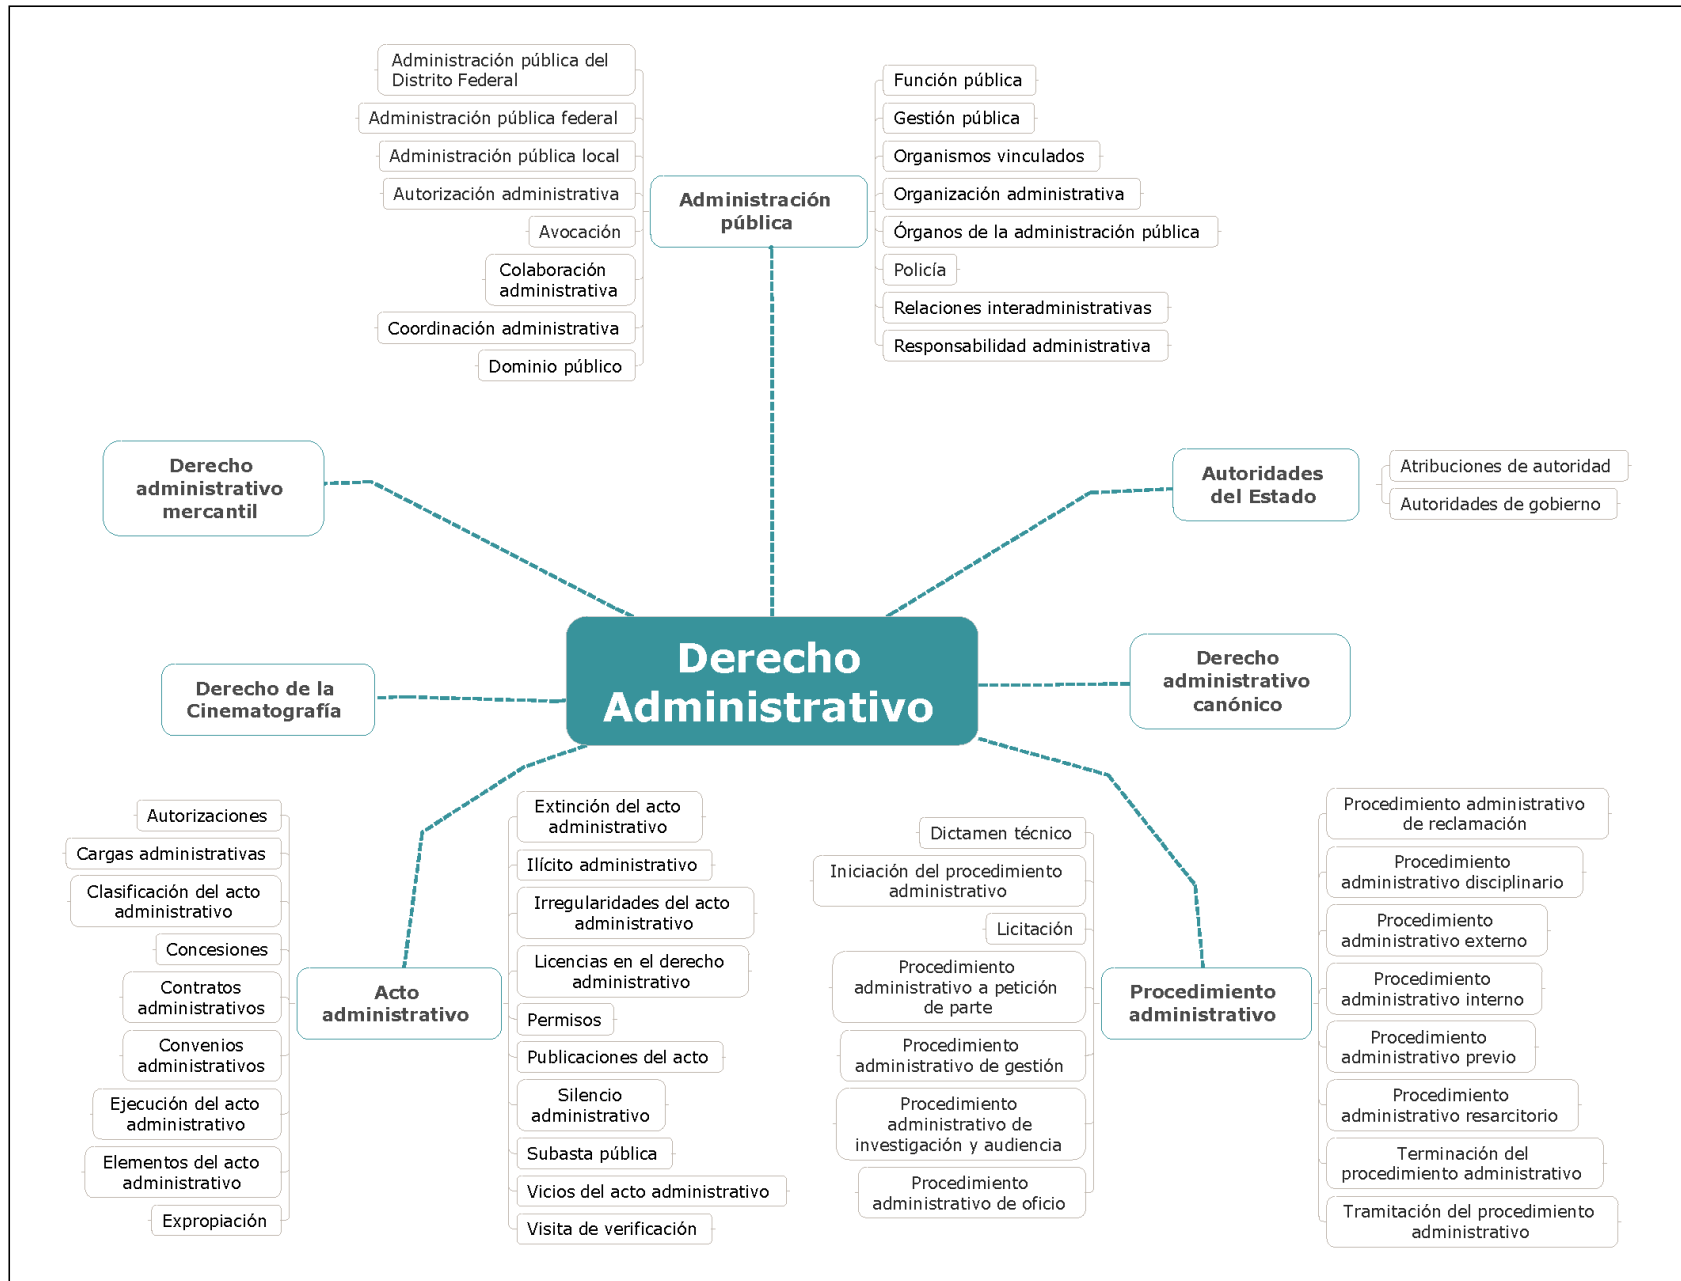 Administración pública del
Distrito Federal
Administración pública federal
Administración pública local
Autorización administrativa
Avocación
Colaboración
administrativa
Coordinación administrativa
Dominio público
Administración
pública
Función pública
Gestión pública
Organismos vinculados
Organización administrativa
Órganos de la administración pública
Policía
Relaciones interadministrativas
Responsabilidad administrativa
Derecho
administrativo
mercantil
Autoridades
del Estado
Atribuciones de autoridad
Autoridades de gobierno
Derecho
Administrativo
Derecho de la
Cinematografía
Derecho
administrativo
canónico
Autorizaciones
Cargas administrativas
Clasificación del acto
administrativo
Concesiones
Contratos
administrativos
Convenios
administrativos
Ejecución del acto
administrativo
Elementos del acto
administrativo
Expropiación
Acto
administrativo
Extinción del acto
administrativo
Ilícito administrativo
Irregularidades del acto
administrativo
Licencias en el derecho
administrativo
Permisos
Publicaciones del acto
Silencio
administrativo
Subasta pública
Vicios del acto administrativo
Visita de verificación
Dictamen técnico
Iniciación del procedimiento
administrativo
Licitación
Procedimiento
administrativo a petición
de parte
Procedimiento
administrativo de gestión
Procedimiento
administrativo de
investigación y audiencia
Procedimiento
administrativo de oficio
Procedimiento
administrativo
Procedimiento administrativo
de reclamación
Procedimiento
administrativo disciplinario
Procedimiento
administrativo externo
Procedimiento
administrativo interno
Procedimiento
administrativo previo
Procedimiento
administrativo resarcitorio
Terminación del
procedimiento administrativo
Tramitación del procedimiento
administrativo